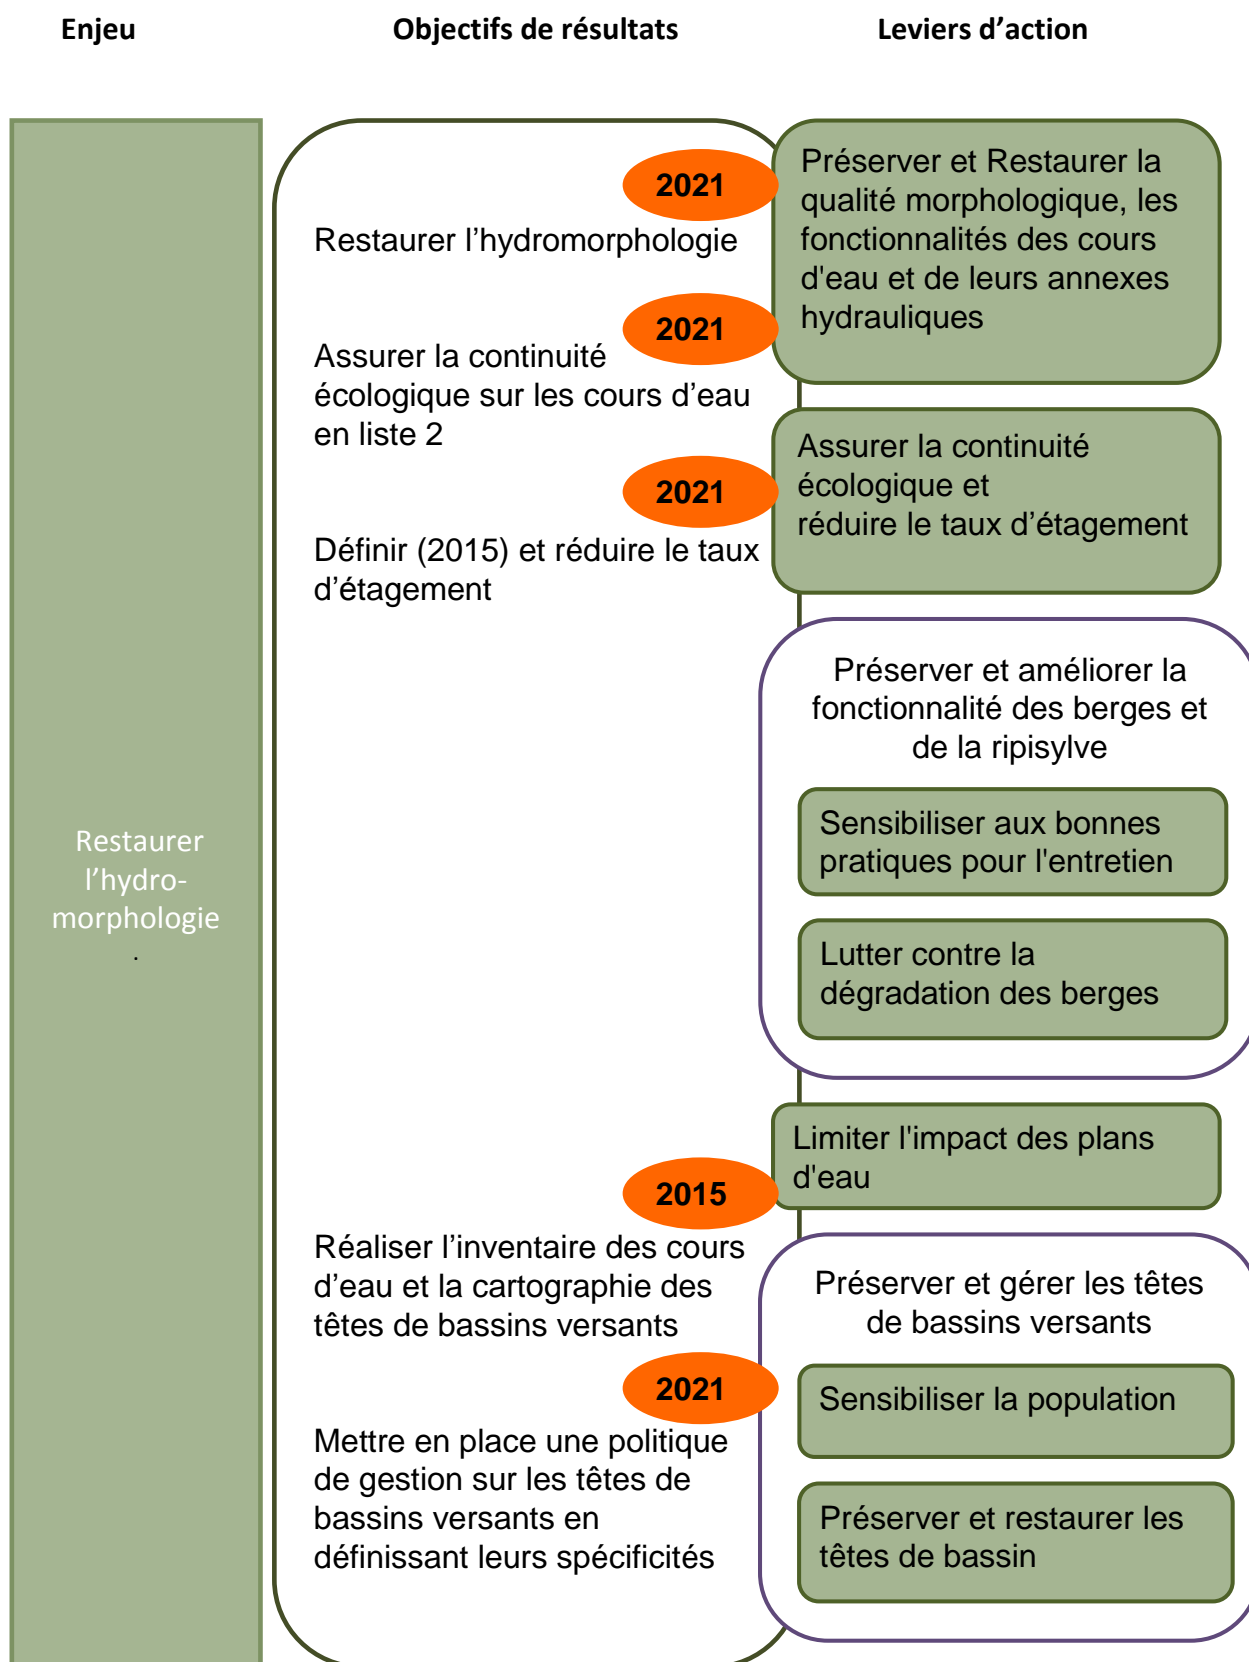 Enjeu
Objectifs de résultats
Leviers d’action
Restaurer
l’hydro-
morphologie
.
2021
Restaurer l’hydromorphologie
2021
Assurer la continuité
écologique sur les cours d’eau
en liste 2
2021
Définir (2015) et réduire le taux
d’étagement
2015
Réaliser l’inventaire des cours
d’eau et la cartographie des
têtes de bassins versants
2021
Mettre en place une politique
de gestion sur les têtes de
bassins versants en
définissant leurs spécificités
Préserver et Restaurer la
qualité morphologique, les
fonctionnalités des cours
d'eau et de leurs annexes
hydrauliques
Assurer la continuité
écologique et
réduire le taux d’étagement
Préserver et améliorer la
fonctionnalité des berges et
de la ripisylve
Sensibiliser aux bonnes
pratiques pour l'entretien
Lutter contre la
dégradation des berges
Limiter l'impact des plans
d'eau
Préserver et gérer les têtes
de bassins versants
Sensibiliser la population
Préserver et restaurer les
têtes de bassin